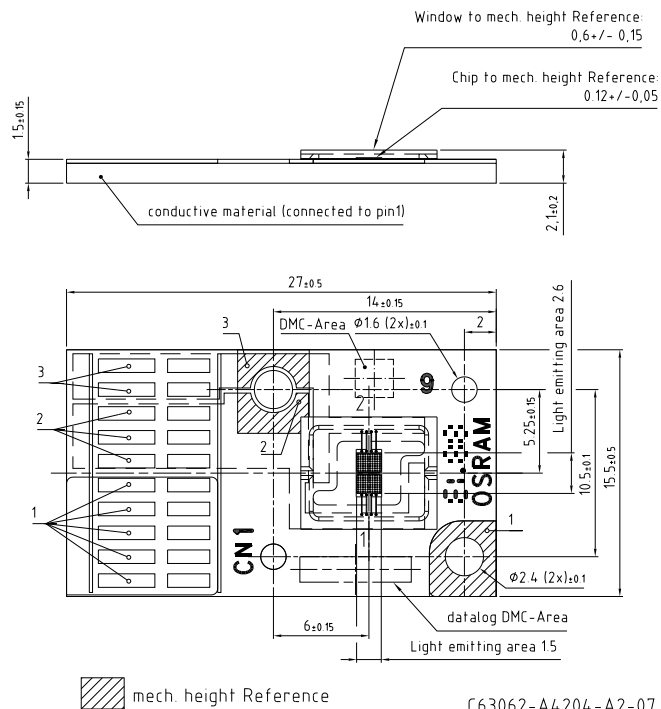 Window to mech. height Reference:
0,6+/- 0,15
Chip to mech. height Reference:
0.12+/-0,05
1.5±0.15
conductive material (connected to pin1)
2,1±0,2
27±0.5
14±0.15
DMC-Area
Ø1.6 (2x)±0.1
2
3
3
2
1
2
2
9
1
CN1
OSRAM
1
5.25±0.15
10.5±0.1
15.5±0.5
Light emitting area 2.6
Ø2.4 (2x)±0.1
6±0.15
datalog DMC-Area
Light emitting area 1.5
mech. height Reference
C63062-A4204-A2-07